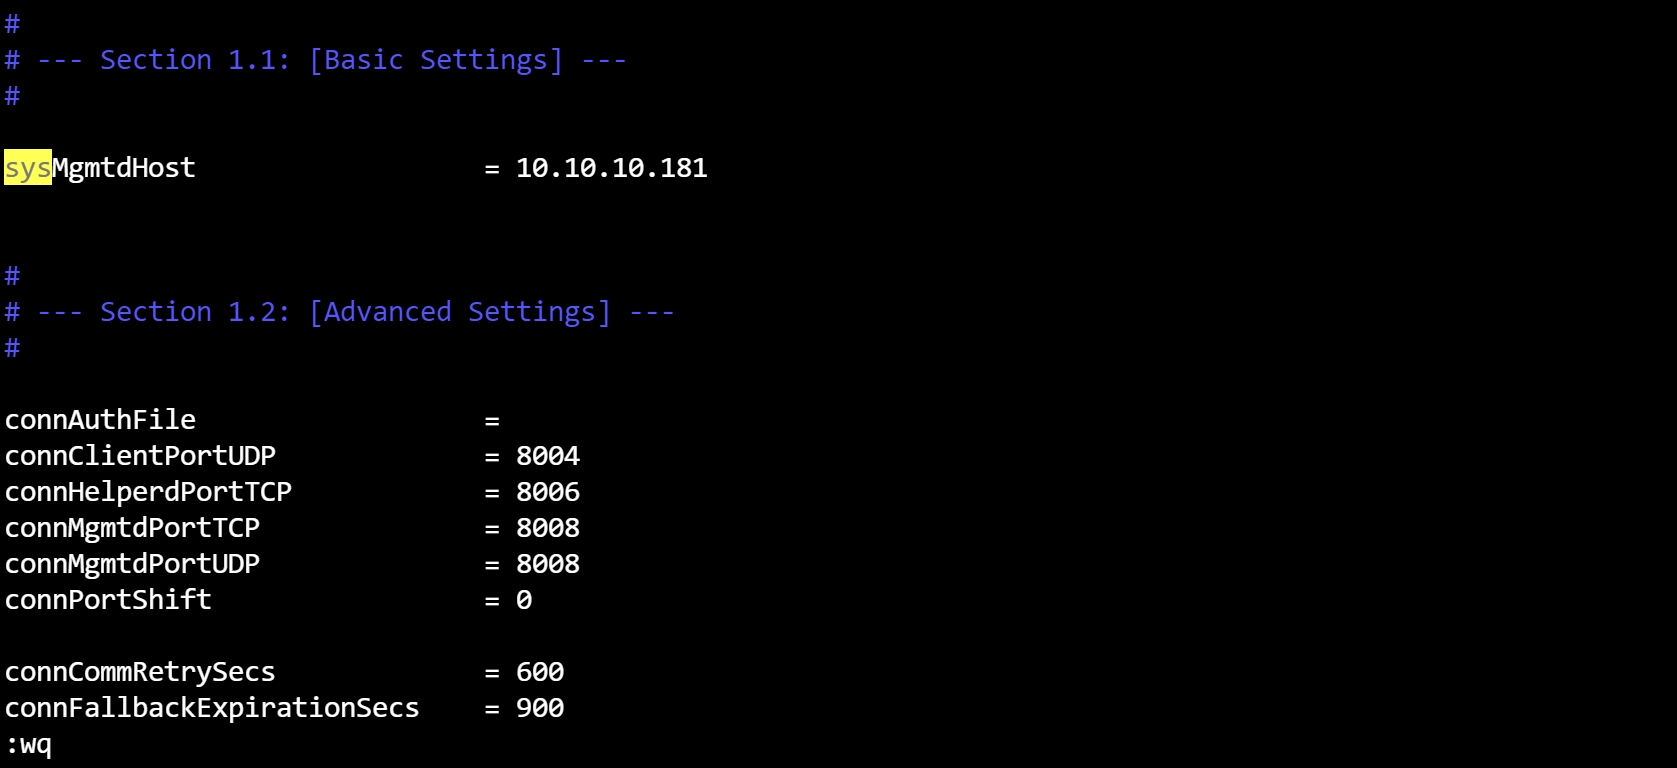 #
# --- Section 1.1: [Basic Settings] ---
#
sysMgmtdHost = 10.10.10.181
#
# --- Section 1.2: [Advanced Settings] ---
#
connAuthFile =
connClientPortUDP = 8004
connHelperdPortTCP = 8006
connMgmtdPortTCP = 8008
connMgmtdPortUDP = 8008
connPortShift = 0
connCommRetrySecs = 600
connFallbackExpirationSecs = 900
:wq